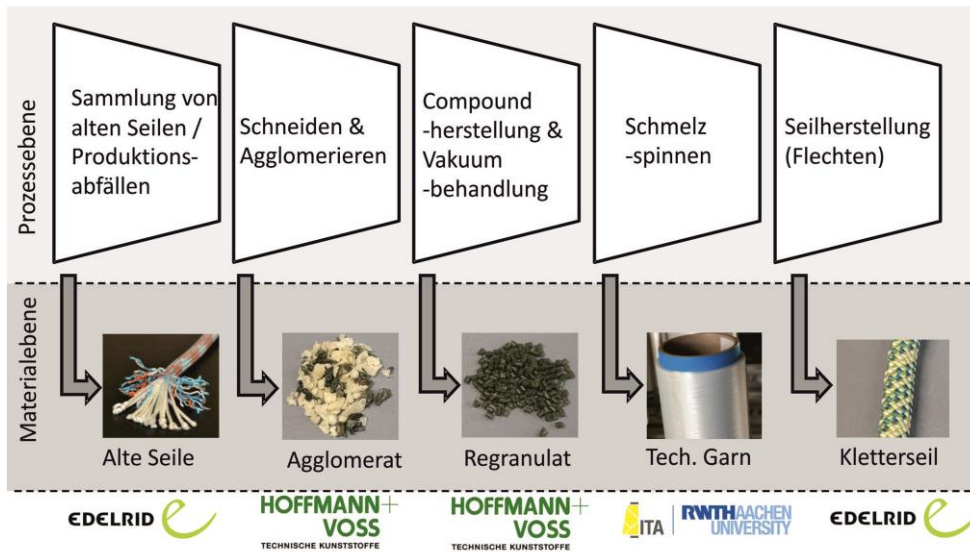 Prozessebene
Sammlung von
alten Seilen /
Produktions-
abfällen
Schneiden &
Agglomerieren
Compound
-herstellung &
Vakuum
-behandlung
Schmelz
-spinnen
Seilherstellung
(Flechten)
Materialebene
Alte Seile
Agglomerat
Regranulat
Tech. Garn
Kletterseil
EDELRID e
HOFFMANN+
VOSS
TECHNISCHE KUNSTSTOFFE
HOFFMANN+
VOSS
TECHNISCHE KUNSTSTOFFE
ITA
RWTHAACHEN
UNIVERSITY
EDELRID e